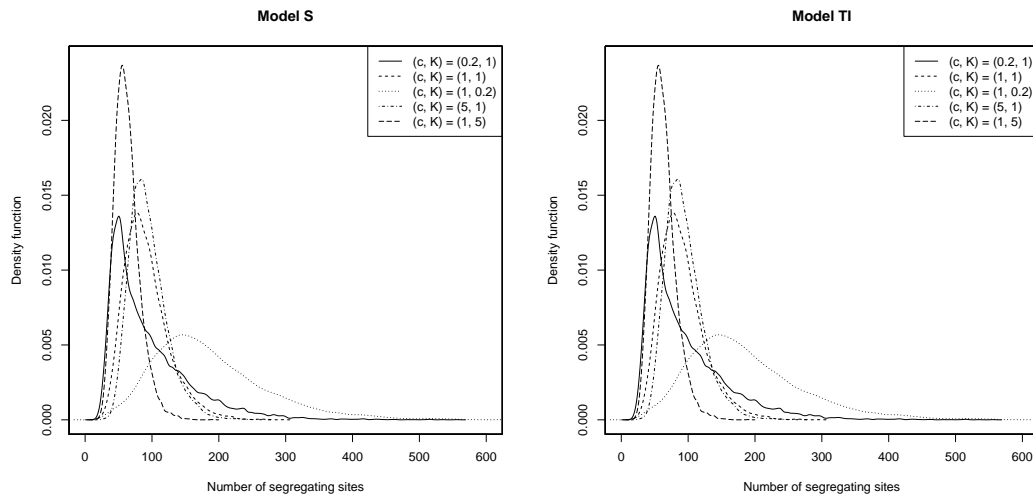 Model S
(c, K) = (0.2, 1)
(c, K) = (1, 1)
(c, K) = (1, 0.2)
(c, K) = (5, 1)
(c, K) = (1, 5)
Density function
0.020
0.015
0.010
0.005
0.000
0 100 200 300 400 500 600
Number of segregating sites
Model TI
(c, K) = (0.2, 1)
(c, K) = (1, 1)
(c, K) = (1, 0.2)
(c, K) = (5, 1)
(c, K) = (1, 5)
Density function
0.020
0.015
0.010
0.005
0.000
0 100 200 300 400 500 600
Number of segregating sites